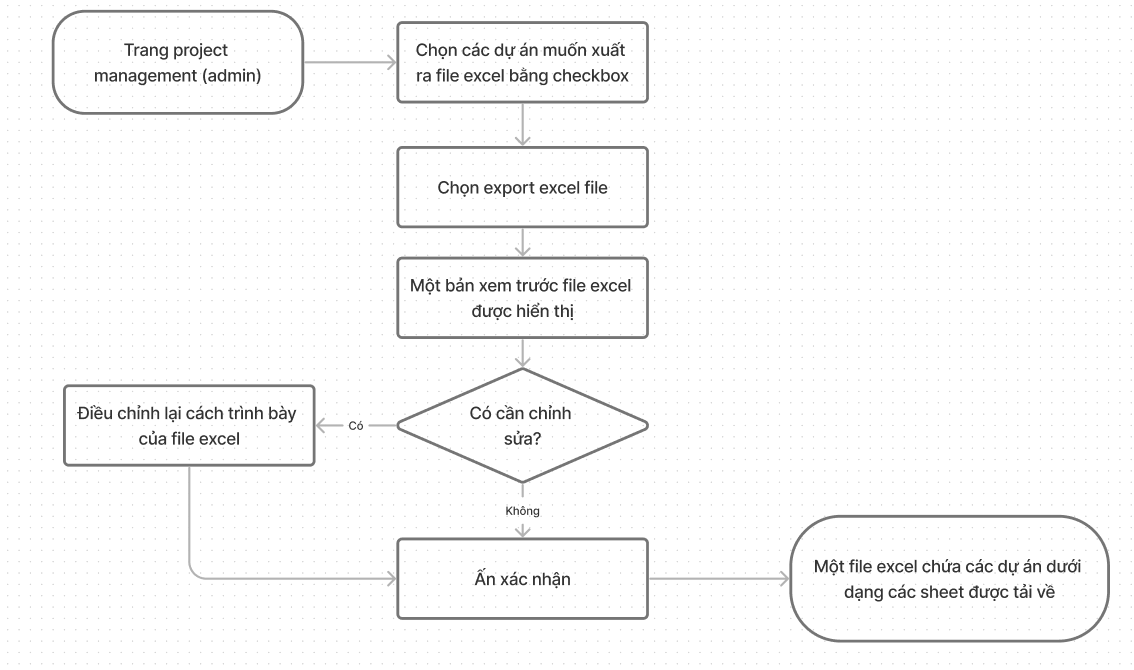 Trang project
management (admin)
Chọn các dự án muốn xuất
ra file excel bằng checkbox
Chọn export excel file
Một bản xem trước file excel
được hiển thị
Có cần chỉnh
sửa?
Có
Điều chỉnh lại cách trình bày
của file excel
Không
Ấn xác nhận
Một file excel chứa các dự án dưới
dạng các sheet được tải về